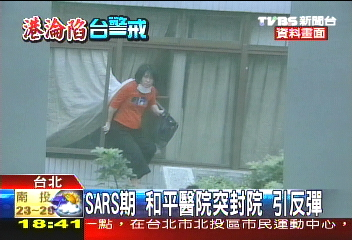 港淪陷台警戒
TVBS新聞台
資料畫面
台北
南投
23-29
SARS期 和平醫院突封院 引反彈
18:41
一點，在台北市北投區市民運動中心，